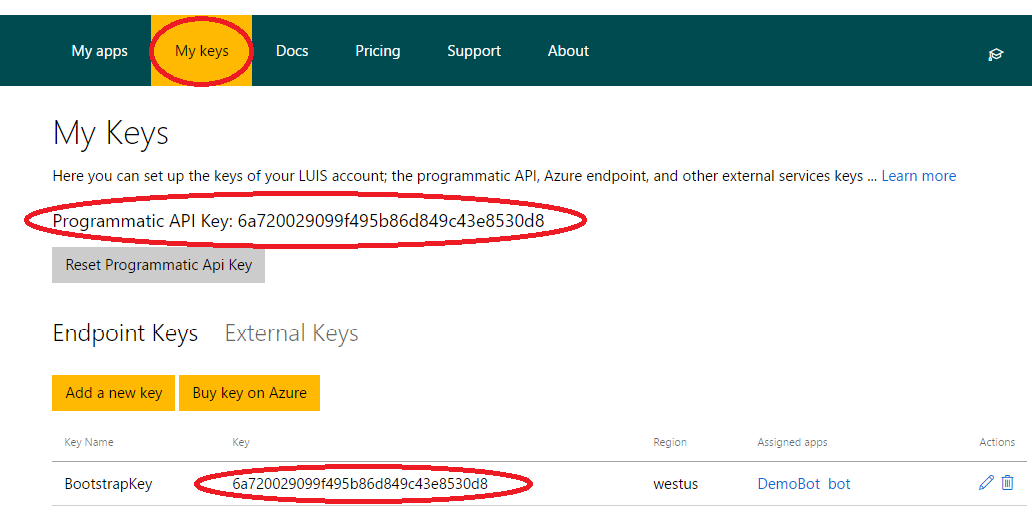 My apps My keys Docs Pricing Support About
My Keys
Here you can set up the keys of your LUIS account; the programmatic API, Azure endpoint, and other external services keys ... Learn more
Programmatic API Key: 6a720029099f495b86d849c43e8530d8
Reset Programmatic Api Key
Endpoint Keys External Keys
Add a new key Buy key on Azure
Key Name Key Region Assigned apps Actions
BootstrapKey 6a720029099f495b86d849c43e8530d8 westus DemoBot bot